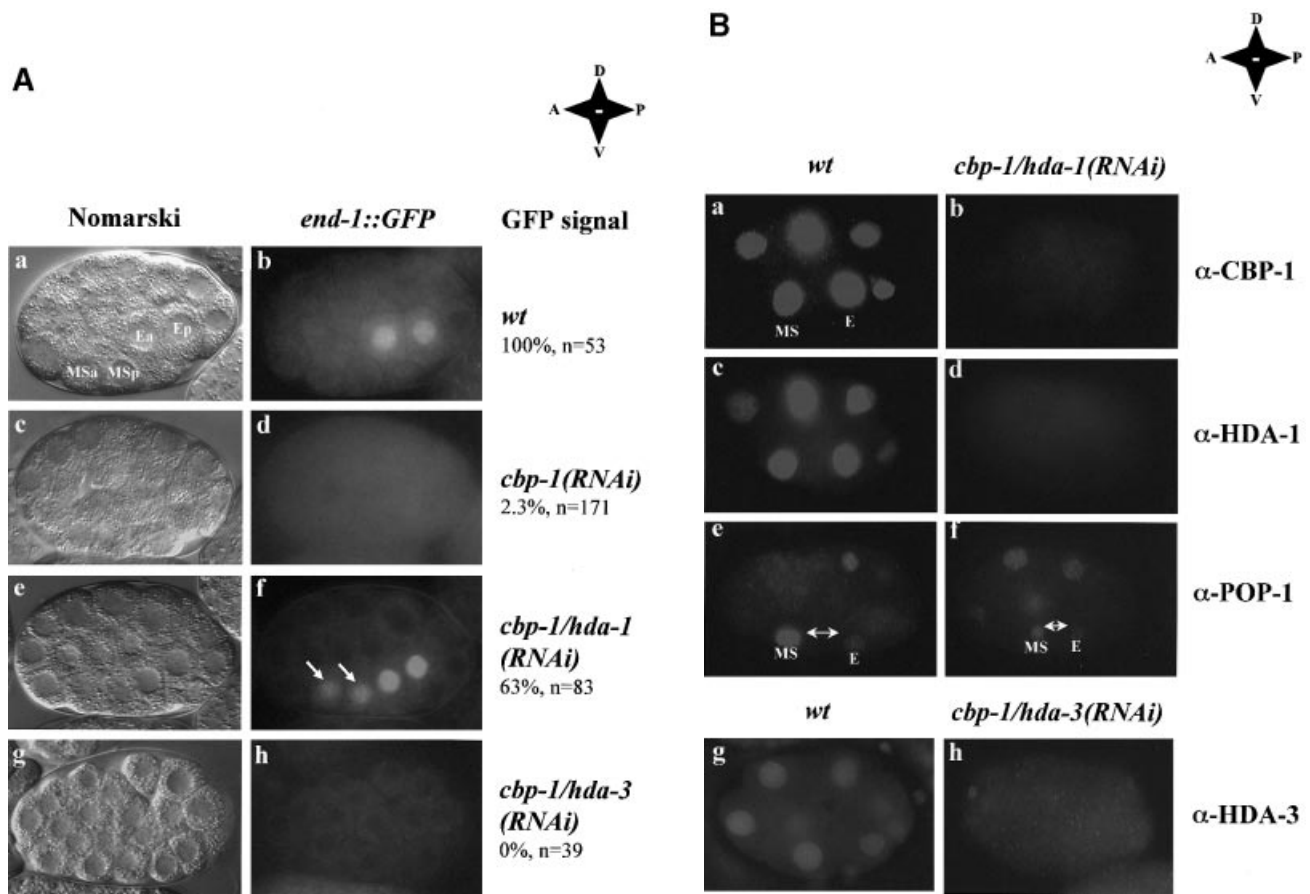 A
D
A P
V
Nomarski end-1::GFP GFP signal
a b
Ea Ep
MSa MSp
wt
100%, n=53
c d
cbp-1(RNAi)
2.3%, n=171
e f
cbp-1/hda-1
(RNAi)
63%, n=83
g h
cbp-1/hda-3
(RNAi)
0%, n=39
B
D
A P
V
wt cbp-1/hda-1(RNAi)
a b
MS E
α-CBP-1
c d
α-HDA-1
e f
MS E MS E
α-POP-1
wt cbp-1/hda-3(RNAi)
g h
α-HDA-3